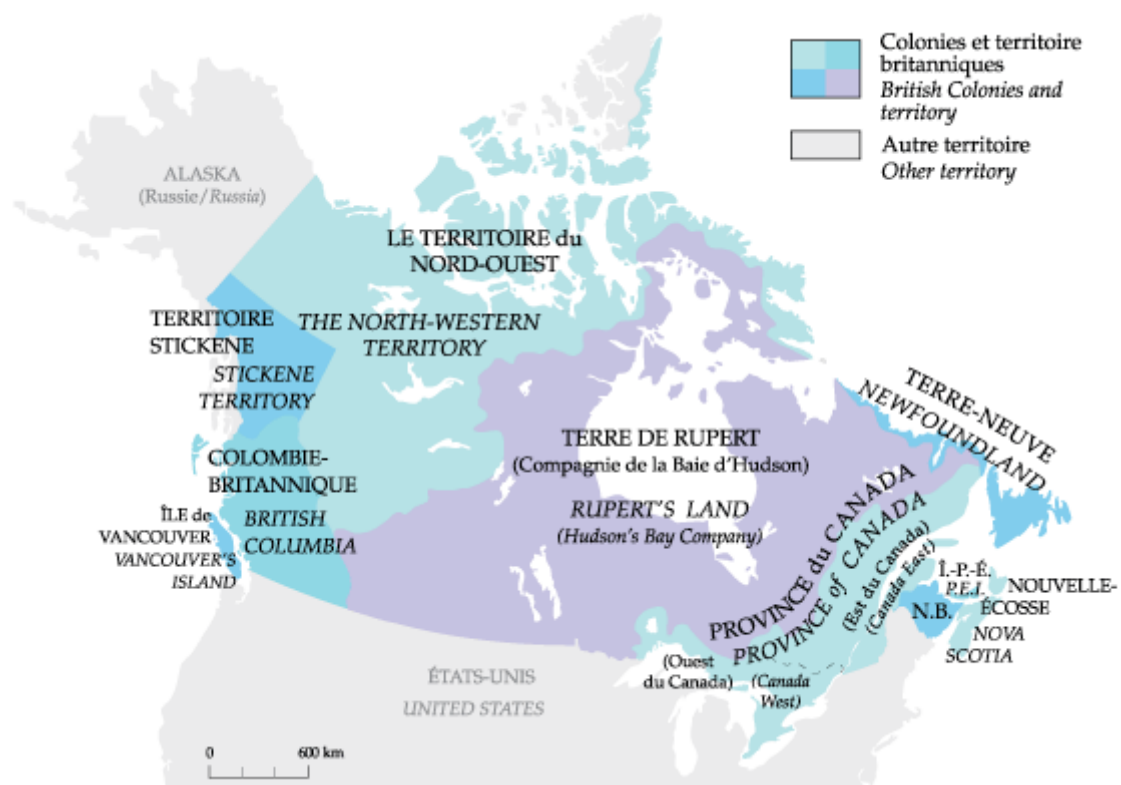 Colonies et territoire
britanniques
British Colonies and
territory
Autre territoire
Other territory
ALASKA
(Russie/Russia)
LE TERRITOIRE du
NORD-OUEST
THE NORTH-WESTERN
TERRITORY
TERRITOIRE
STICKENE
STICKENE
TERRITORY
COLOMBIE-
BRITANNIQUE
BRITISH
COLUMBIA
ÎLE de
VANCOUVER
VANCOUVER'S
ISLAND
TERRE DE RUPERT
(Compagnie de la Baie d'Hudson)
RUPERT'S LAND
(Hudson's Bay Company)
TERRE-NEUVE
NEWFOUNDLAND
PROVINCE du CANADA
PROVINCE of CANADA
(Est du Canada)
(Canada East)
(Ouest
du Canada)
(Canada
West)
Î.-P.-É.
P.E.I.
N.B.
NOUVELLE-
ÉCOSSE
NOVA
SCOTIA
ÉTATS-UNIS
UNITED STATES
0 600 km